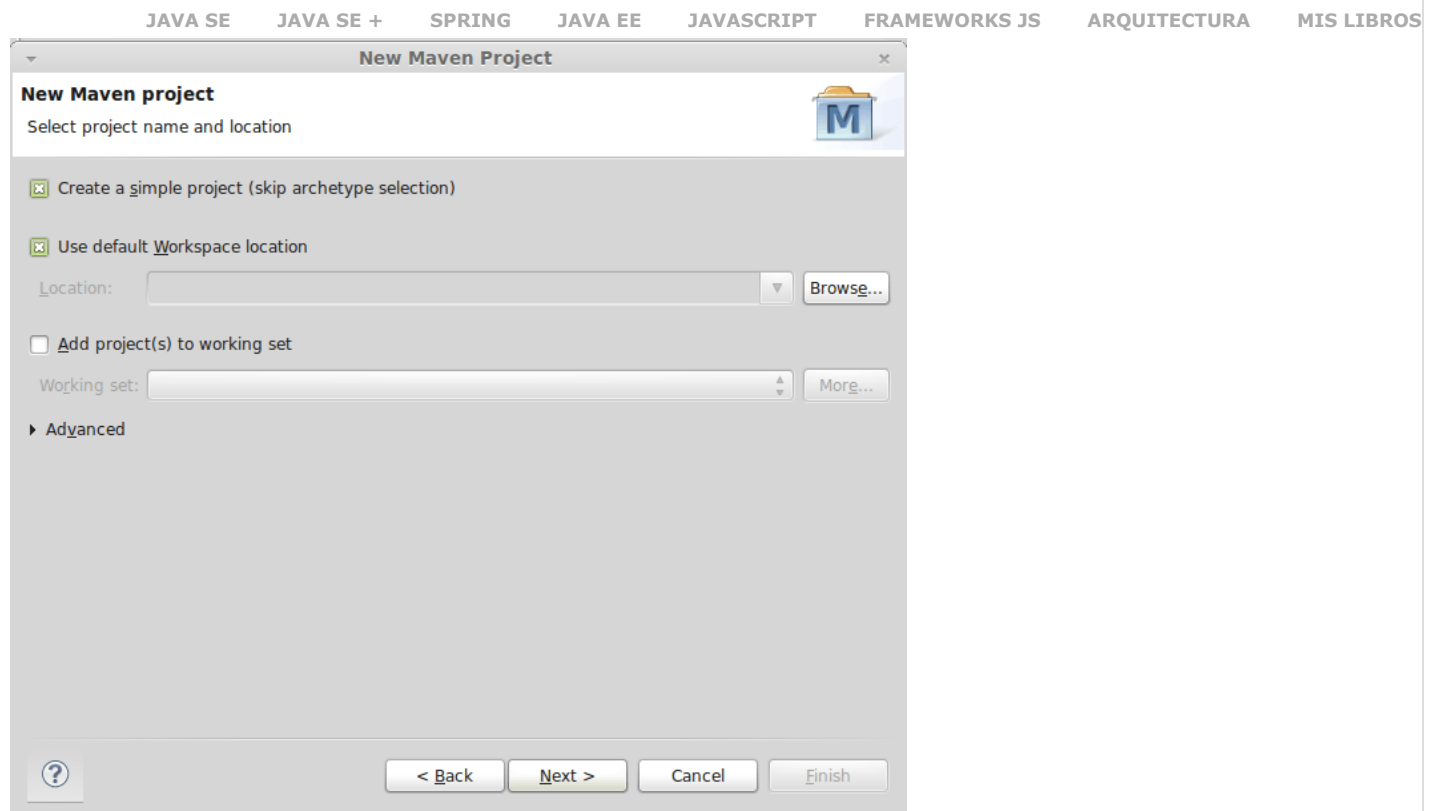 JAVA SE JAVA SE + SPRING JAVA EE JAVASCRIPT FRAMEWORKS JS ARQUITECTURA MIS LIBROS
New Maven Project
New Maven project
Select project name and location
M
Create a simple project (skip archetype selection)
Use default Workspace location
Location: Browse...
Add project(s) to working set
Working set: More...
Advanced
? < Back Next > Cancel Finish